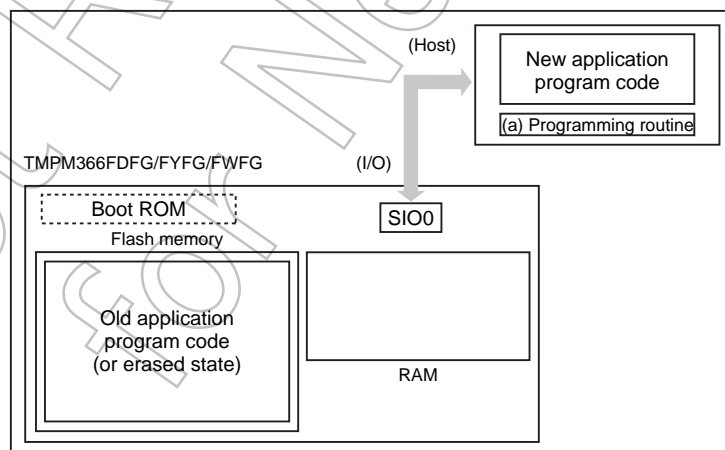 (Host)
New application
program code
(a) Programming routine
TMPM366FDFG/FYFG/FWFG
(I/O)
Boot ROM
SIO0
Flash memory
Old application
program code
(or erased state)
RAM
for